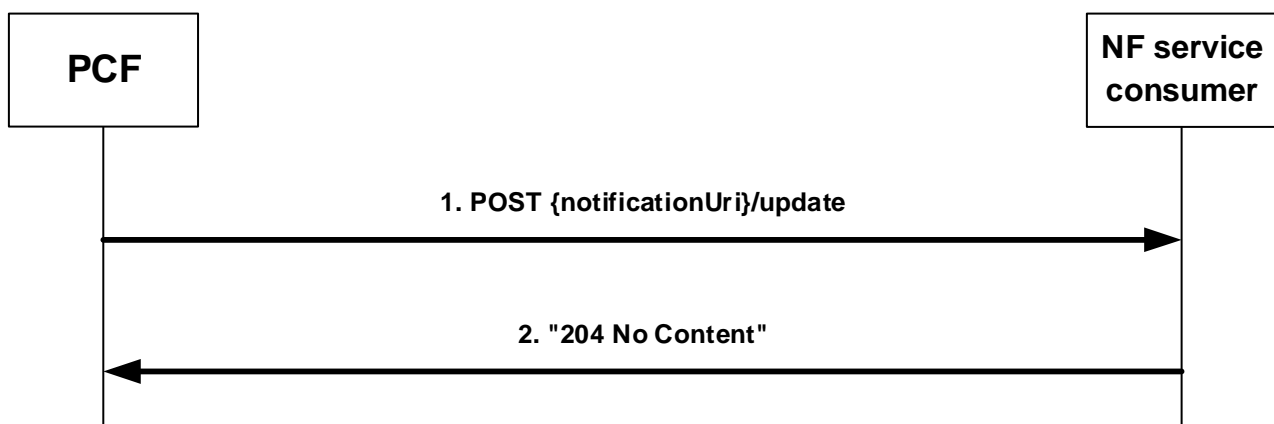 PCF
NF service
consumer
1. POST {notificationUri}/update
2. "204 No Content"